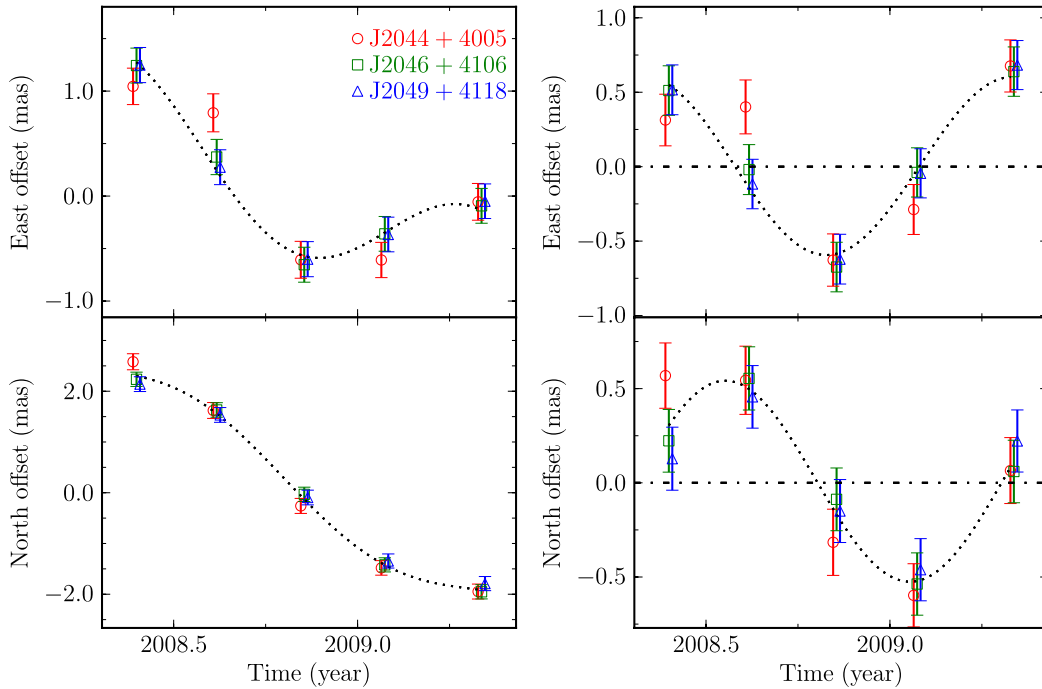 J2044 + 4005
J2046 + 4106
J2049 + 4118
East offset (mas)
1.0
0.0
−1.0
East offset (mas)
1.0
0.5
0.0
−0.5
−1.0
North offset (mas)
2.0
0.0
−2.0
North offset (mas)
0.5
0.0
−0.5
2008.5 2009.0
2008.5 2009.0
Time (year)
Time (year)